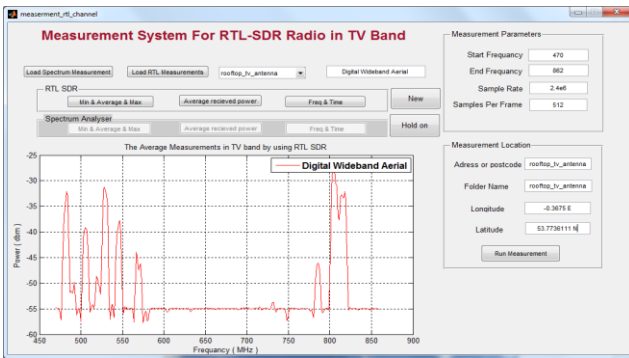 measerment_rtl_channel
Measurement System For RTL-SDR Radio in TV Band
Load Spectrum Measurement
Load RTL Measurements
rooftop_tv_antenna
Digital Wideband Aerial
RTL SDR
Min & Average & Max
Average recieved power
Freq & Time
New
Spectrum Analyser
Min & Average & Max
Average recieved power
Freq & Time
Hold on
The Average Measurements in TV band by using RTL SDR
Digital Wideband Aerial
Power ( dbm )
-25
-30
-35
-40
-45
-50
-55
-60
450
500
550
600
650
700
750
800
850
900
Frequency ( MHz )
Measurement Parameters
Start Frequancy
470
End Frequancy
862
Sample Rate
2.4e6
Samples Per Frame
512
Measurement Location
Adress or postcode
rooftop_tv_antenna
Folder Name
rooftop_tv_antenna
Longitude
-0.3675 E
Latitude
53.7736111 N
Run Measurement